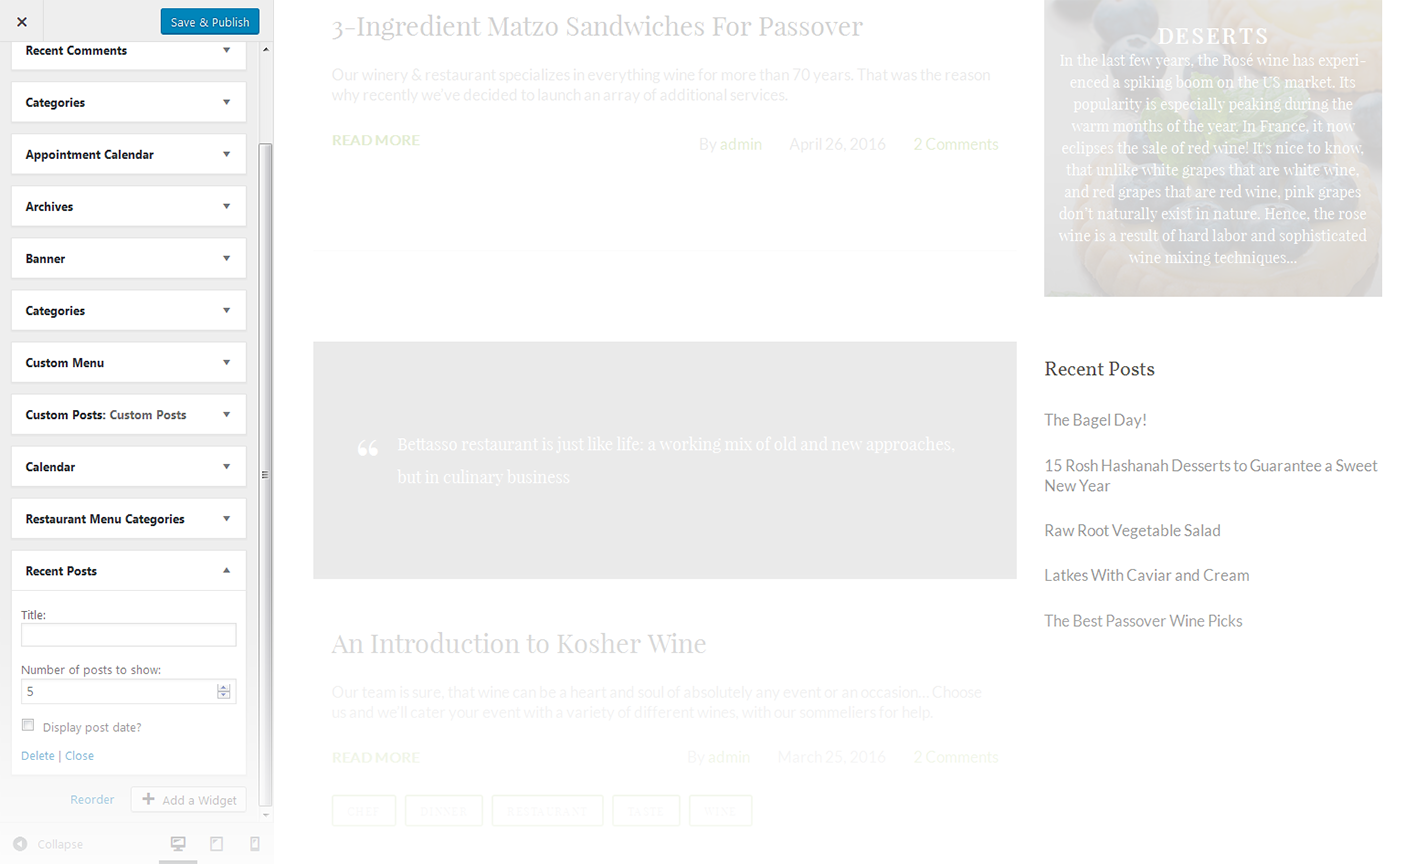 Save & Publish
Recent Comments
Categories
Appointment Calendar
Archives
Banner
Categories
Custom Menu
Custom Posts: Custom Posts
Calendar
Restaurant Menu Categories
Recent Posts
Title:
Number of posts to show:
5
Display post date?
Delete | Close
Reorder
Add a Widget
Collapse
3-Ingredient Matzo Sandwiches For Passover
Our winery & restaurant specializes in everything wine for more than 70 years. That was the reason
why recently we've decided to launch an array of additional services.
READ MORE
By admin April 26, 2016 2 Comments
“ Bettasso restaurant is just like life: a working mix of old and new approaches,
but in culinary business
An Introduction to Kosher Wine
Our team is sure, that wine can be a heart and soul of absolutely any event or an occasion... Choose
us and we'll cater your event with a variety of different wines, with our sommeliers for help.
READ MORE
By admin March 25, 2016 2 Comments
CHEF DINNER RESTAURANT TASTE WINE
DESERTS
In the last few years, the Rosé wine has experi-
enced a spiking boom on the US market. Its
popularity is especially peaking during the
warm months of the year. In France, it now
eclipses the sale of red wine! It's nice to know,
that unlike white grapes that are white wine,
and red grapes that are red wine, pink grapes
don't naturally exist in nature. Hence, the rose
wine is a result of hard labor and sophisticated
wine mixing techniques...
Recent Posts
The Bagel Day!
15 Rosh Hashanah Desserts to Guarantee a Sweet
New Year
Raw Root Vegetable Salad
Latkes With Caviar and Cream
The Best Passover Wine Picks